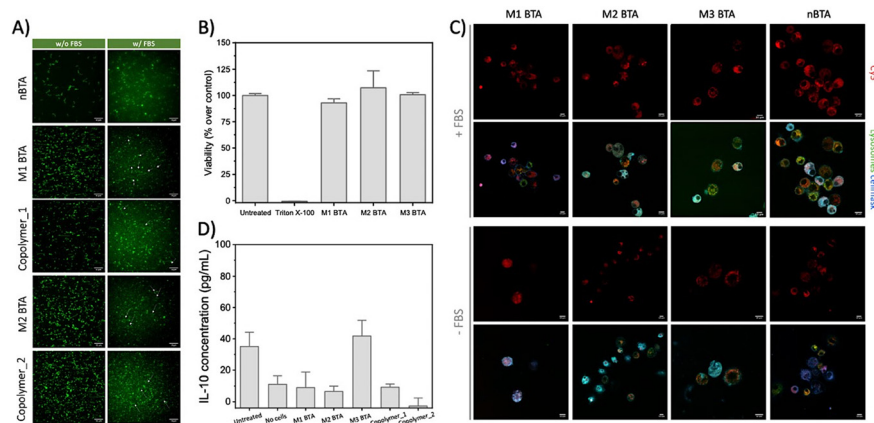 A)
w/o FBS
w/ FBS
nBTA
M1 BTA
Copolymer_1
M2 BTA
Copolymer_2
B)
Viability (% over control)
150
125
100
75
50
25
0
Untreated
Triton X-100
M1 BTA
M2 BTA
M3 BTA
D)
IL-10 concentration (pg/mL)
100
80
60
40
20
0
Untreated
No cells
M1 BTA
M2 BTA
M3 BTA
Copolymer_1
Copolymer_2
C)
M1 BTA
M2 BTA
M3 BTA
nBTA
+ FBS
- FBS
Cy5
Lysosomes
Cellmask